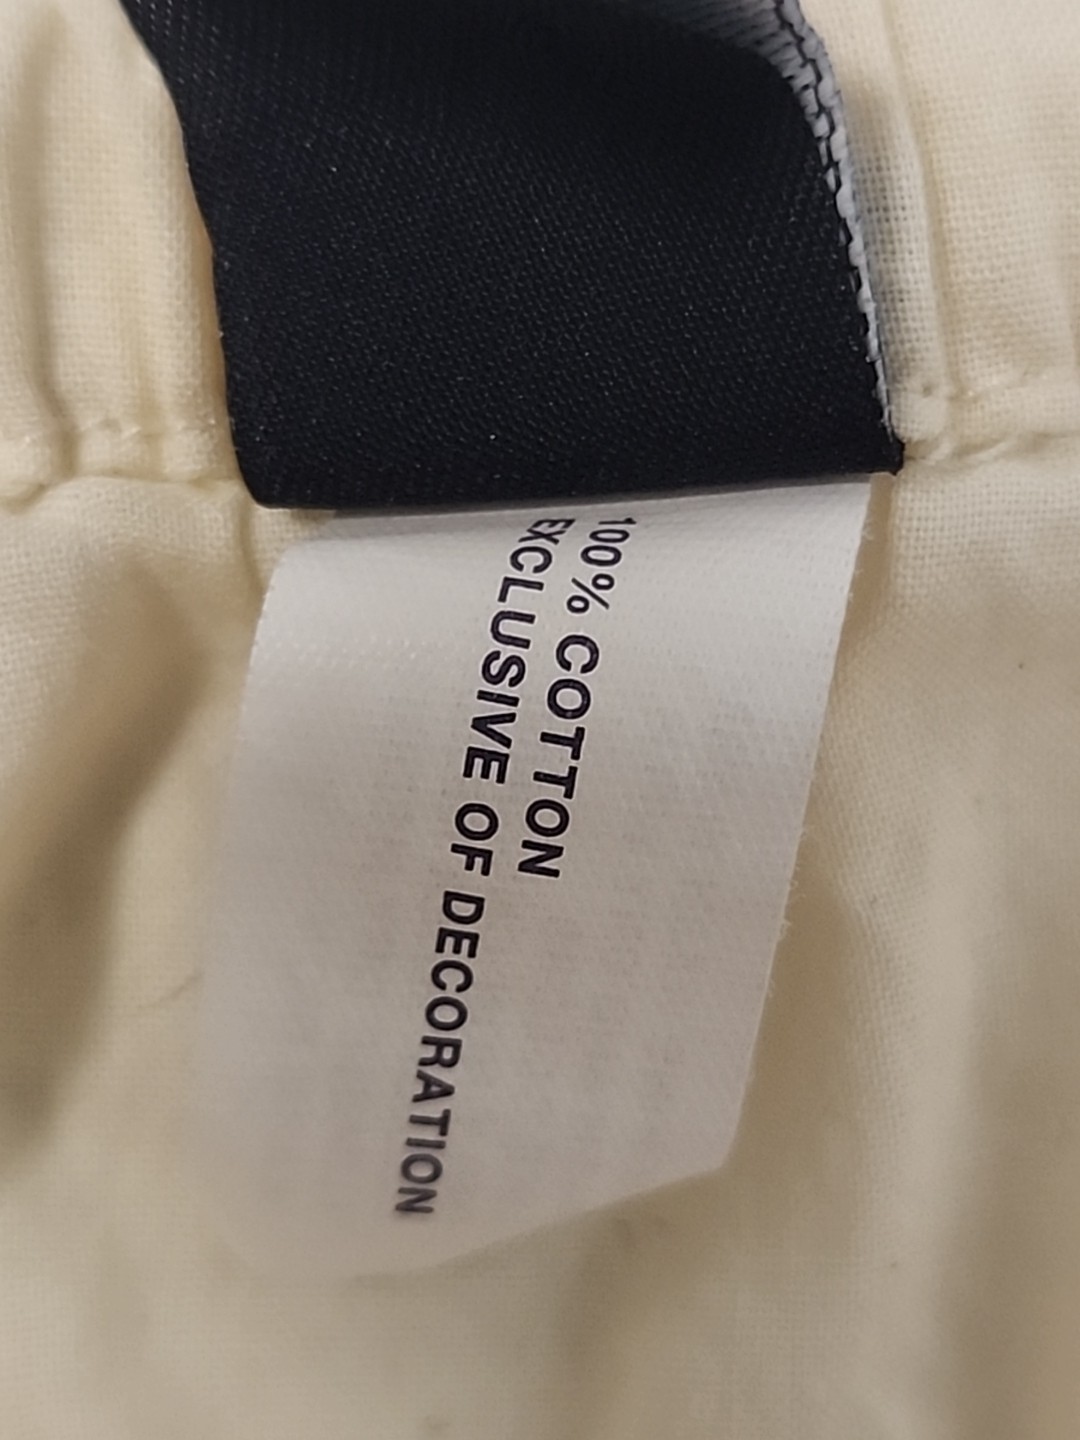 100% COTTON
EXCLUSIVE OF DECORATION